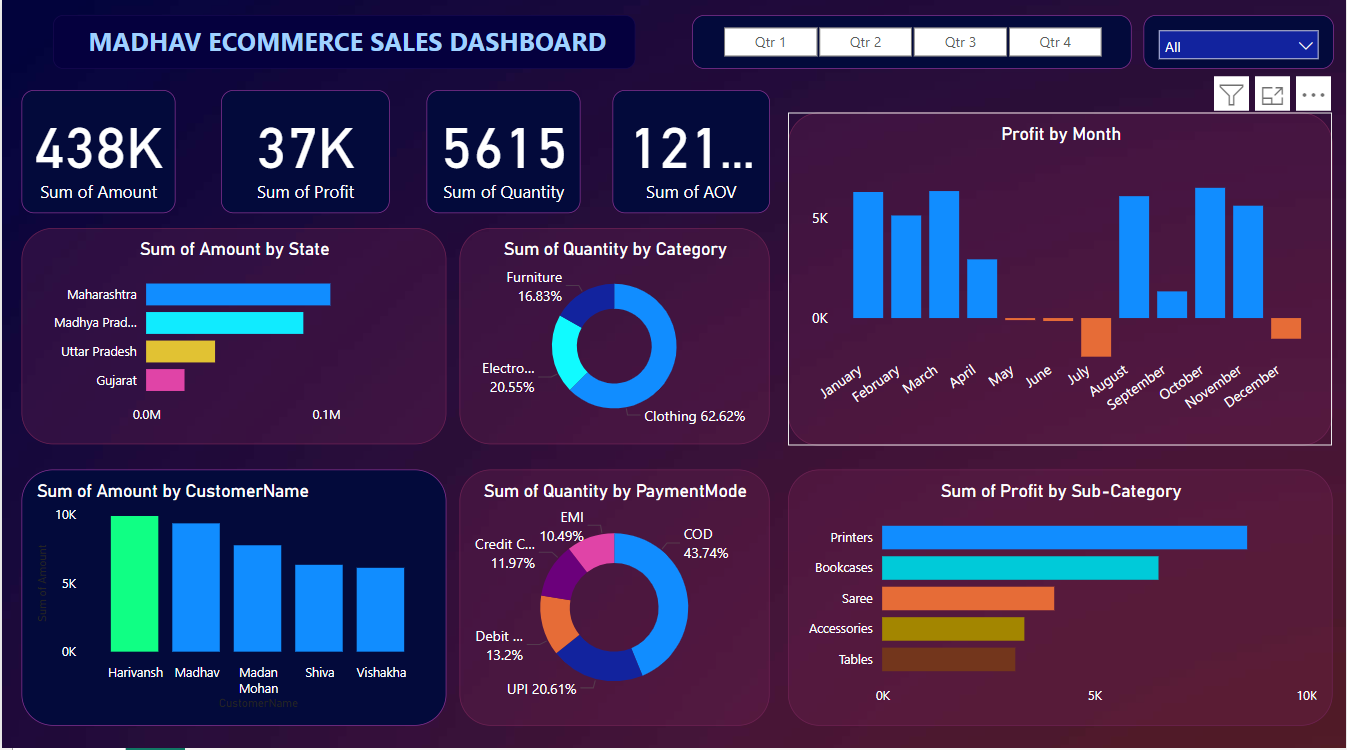 MADHAV ECOMMERCE SALES DASHBOARD
Qtr 1
Qtr 2
Qtr 3
Qtr 4
All
438K
Sum of Amount
37K
Sum of Profit
5615
Sum of Quantity
121...
Sum of AOV
Profit by Month
5K
0K
January
February
March
April
May
June
July
August
September
October
November
December
Sum of Amount by State
Maharashtra
Madhya Prad...
Uttar Pradesh
Gujarat
0.0M
0.1M
Sum of Quantity by Category
Furniture
16.83%
Electro...
20.55%
Clothing 62.62%
Sum of Amount by CustomerName
Sum of Amount
10K
5K
0K
Harivansh
Madhav
Madan
Mohan
Shiva
Vishakha
CustomerName
Sum of Quantity by PaymentMode
EMI
10.49%
Credit C...
11.97%
Debit ...
13.2%
UPI 20.61%
COD
43.74%
Sum of Profit by Sub-Category
Printers
Bookcases
Saree
Accessories
Tables
0K
5K
10K